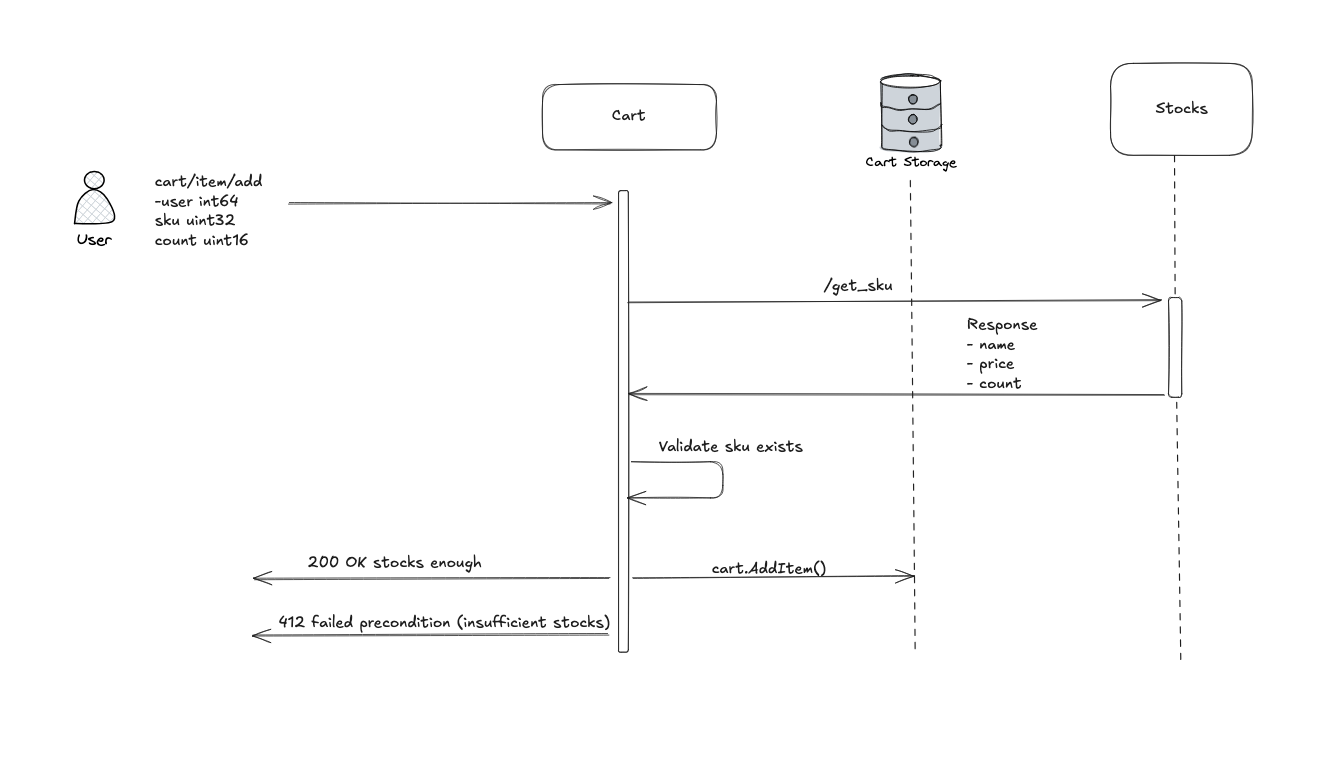 Cart
Stocks
Cart Storage
cart/item/add
-user int64
sku uint32
count uint16
User
/get_sku
Response
- name
- price
- count
Validate sku exists
200 OK stocks enough
cart.AddItem()
412 failed precondition (insufficient stocks)